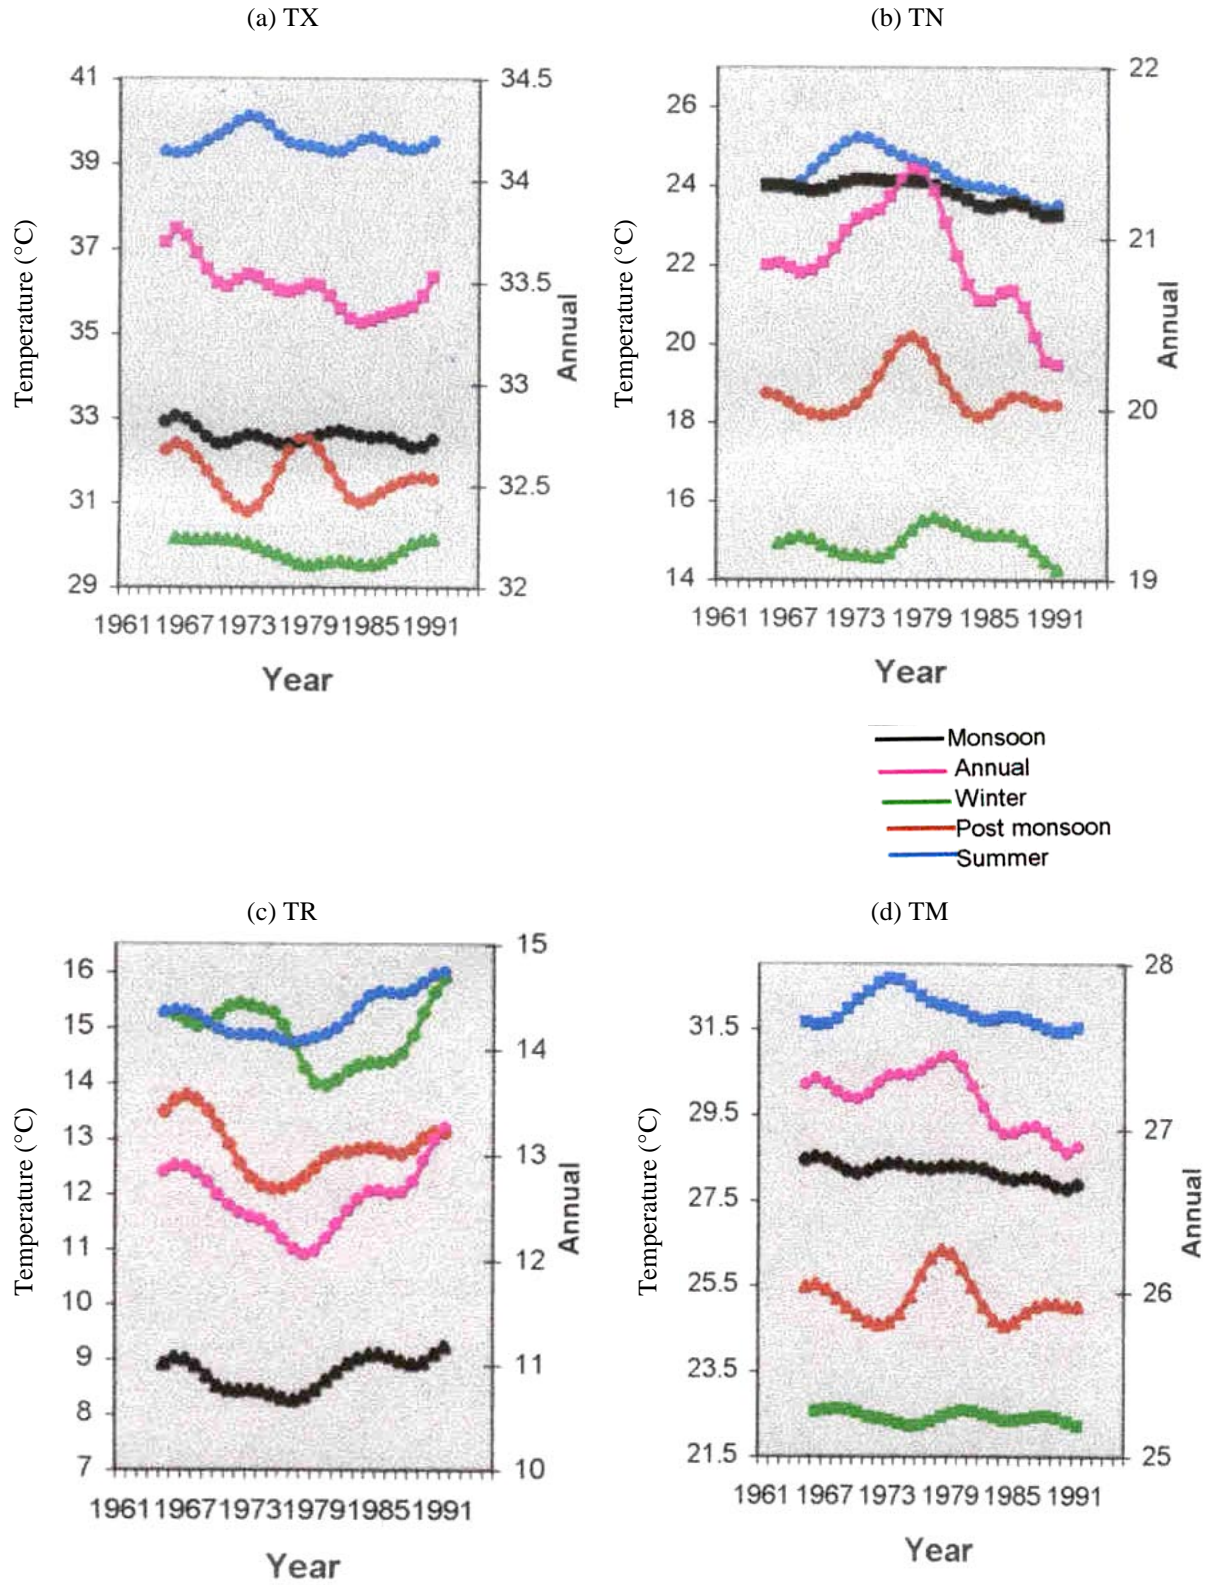 (a) TX
(b) TN
41
39
37
35
33
31
29
34.5
34
33.5
33
32.5
32
Temperature (°C)
Annual
1961 1967 1973 1979 1985 1991
Year
26
24
22
20
18
16
14
22
21
20
19
Temperature (°C)
Annual
1961 1967 1973 1979 1985 1991
Year
Monsoon
Annual
Winter
Post monsoon
Summer
(c) TR
(d) TM
16
15
14
13
12
11
10
9
8
7
15
14
13
12
11
10
Temperature (°C)
Annual
1961 1967 1973 1979 1985 1991
Year
31.5
29.5
27.5
25.5
23.5
21.5
28
27
26
25
Temperature (°C)
Annual
1961 1967 1973 1979 1985 1991
Year